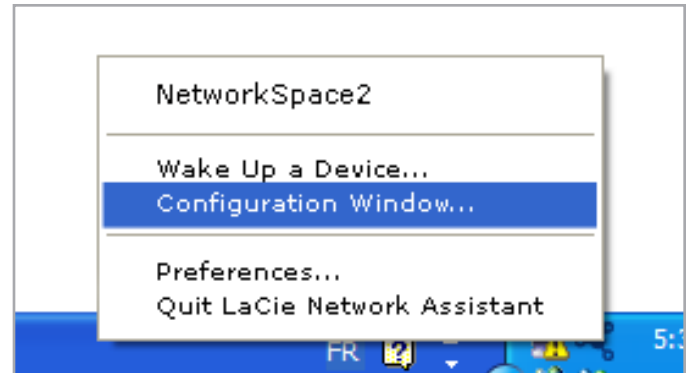 NetworkSpace2
Wake Up a Device...
Configuration Window...
Preferences...
Quit LaCie Network Assistant
FR